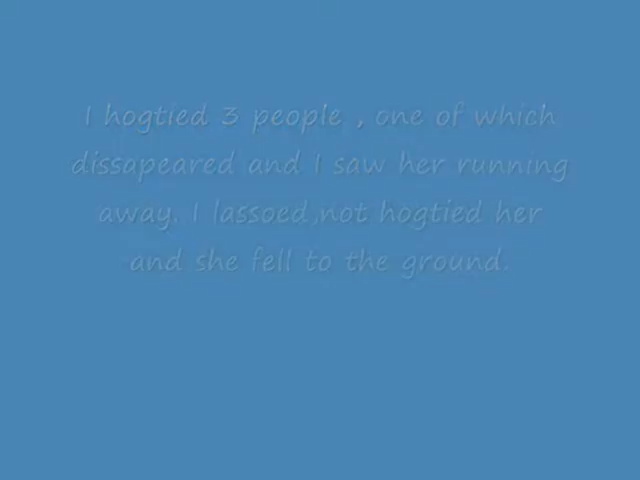 I hogtied 3 people , one of which
dissapeared and I saw her running
away. I lassoed,not hogtied her
and she fell to the ground.